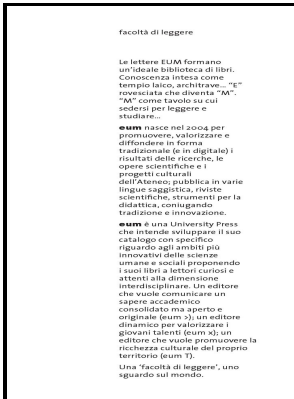 facoltà di leggere
Le lettere EUM formano
un'ideale biblioteca di libri.
Conoscenza intesa come
tempio laico, architrave... "E"
rovesciata che diventa "M".
"M" come tavolo su cui
sedersi per leggere e
studiare...
eum nasce nel 2004 per
promuovere, valorizzare e
diffondere in forma
tradizionale (e in digitale) i
risultati delle ricerche, le
opere scientifiche e i
progetti culturali
dell'Ateneo; pubblica in varie
lingue saggistica, riviste
scientifiche, strumenti per la
didattica, coniugando
tradizione e innovazione.
eum è una University Press
che intende sviluppare il suo
catalogo con specifico
riguardo agli ambiti più
innovativi delle scienze
umane e sociali proponendo
i suoi libri a lettori curiosi e
attenti alla dimensione
interdisciplinare. Un editore
che vuole comunicare un
sapere accademico
consolidato ma aperto e
originale (eum >); un editore
dinamico per valorizzare i
giovani talenti (eum x); un
editore che vuole promuovere la
ricchezza culturale del proprio
territorio (eum T).
Una 'facoltà di leggere', uno
sguardo sul mondo.